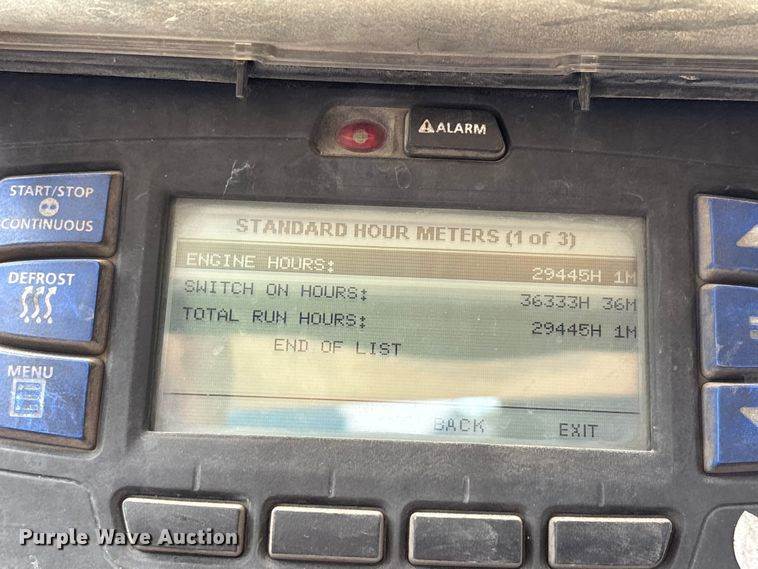 ⚠ALARM
START/STOP
CONTINUOUS
DEFROST
MENU
STANDARD HOUR METERS (1 of 3)
ENGINE HOURS: 29445H 1M
SWITCH ON HOURS: 36333H 36M
TOTAL RUN HOURS: 29445H 1M
END OF LIST
BACK EXIT
Purple Wave Auction